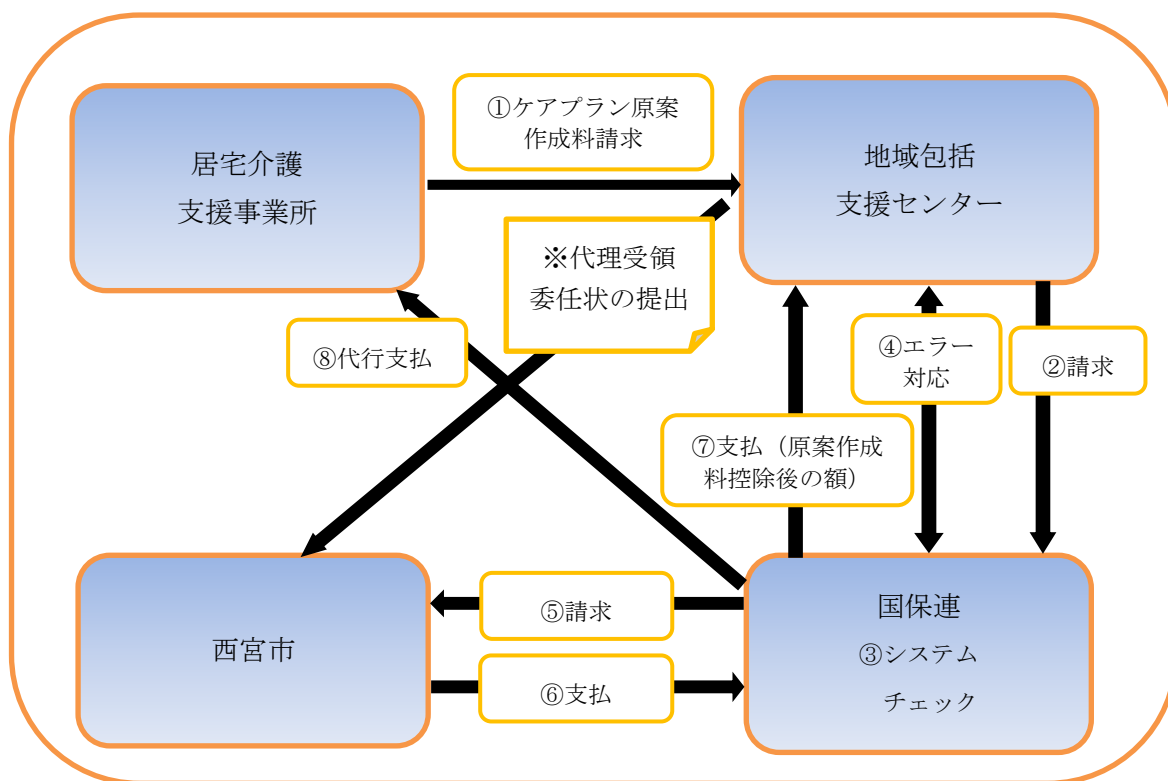 ①ケアプラン原案
作成料請求
居宅介護
支援事業所
地域包括
支援センター
※代理受領
委任状の提出
⑧代行支払
④エラー
対応
②請求
⑦支払（原案作成
料控除後の額）
⑤請求
西宮市
⑥支払
国保連
③システム
チェック